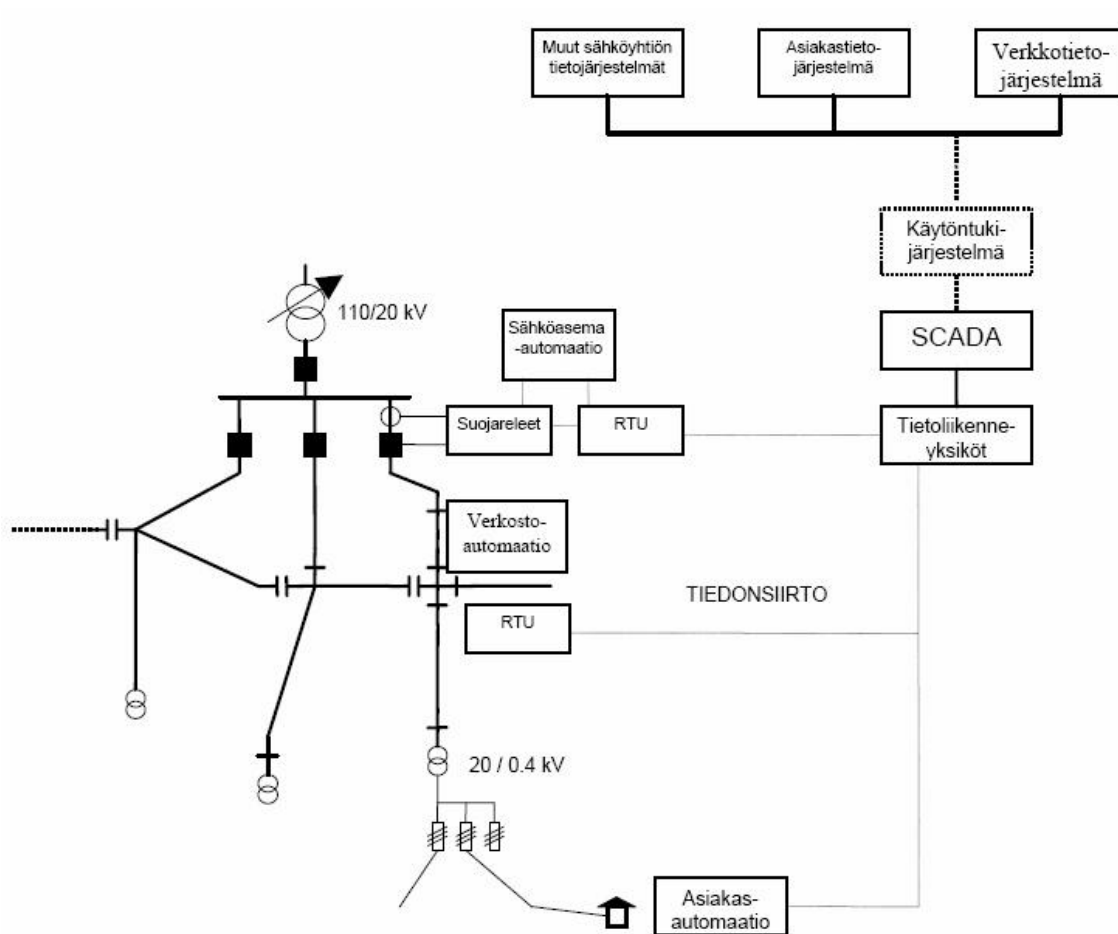 Muut sähköyhtiön
tietojärjestelmät
Asiakastieto-
järjestelmä
Verkkotieto-
järjestelmä
Käytöntuki-
järjestelmä
110/20 kV
Sähköasema
-automaatio
SCADA
Suojareleet
RTU
Tietoliikenne-
yksiköt
Verkosto-
automaatio
TIEDONSIIRTO
RTU
20 / 0.4 kV
Asiakas-
automaatio